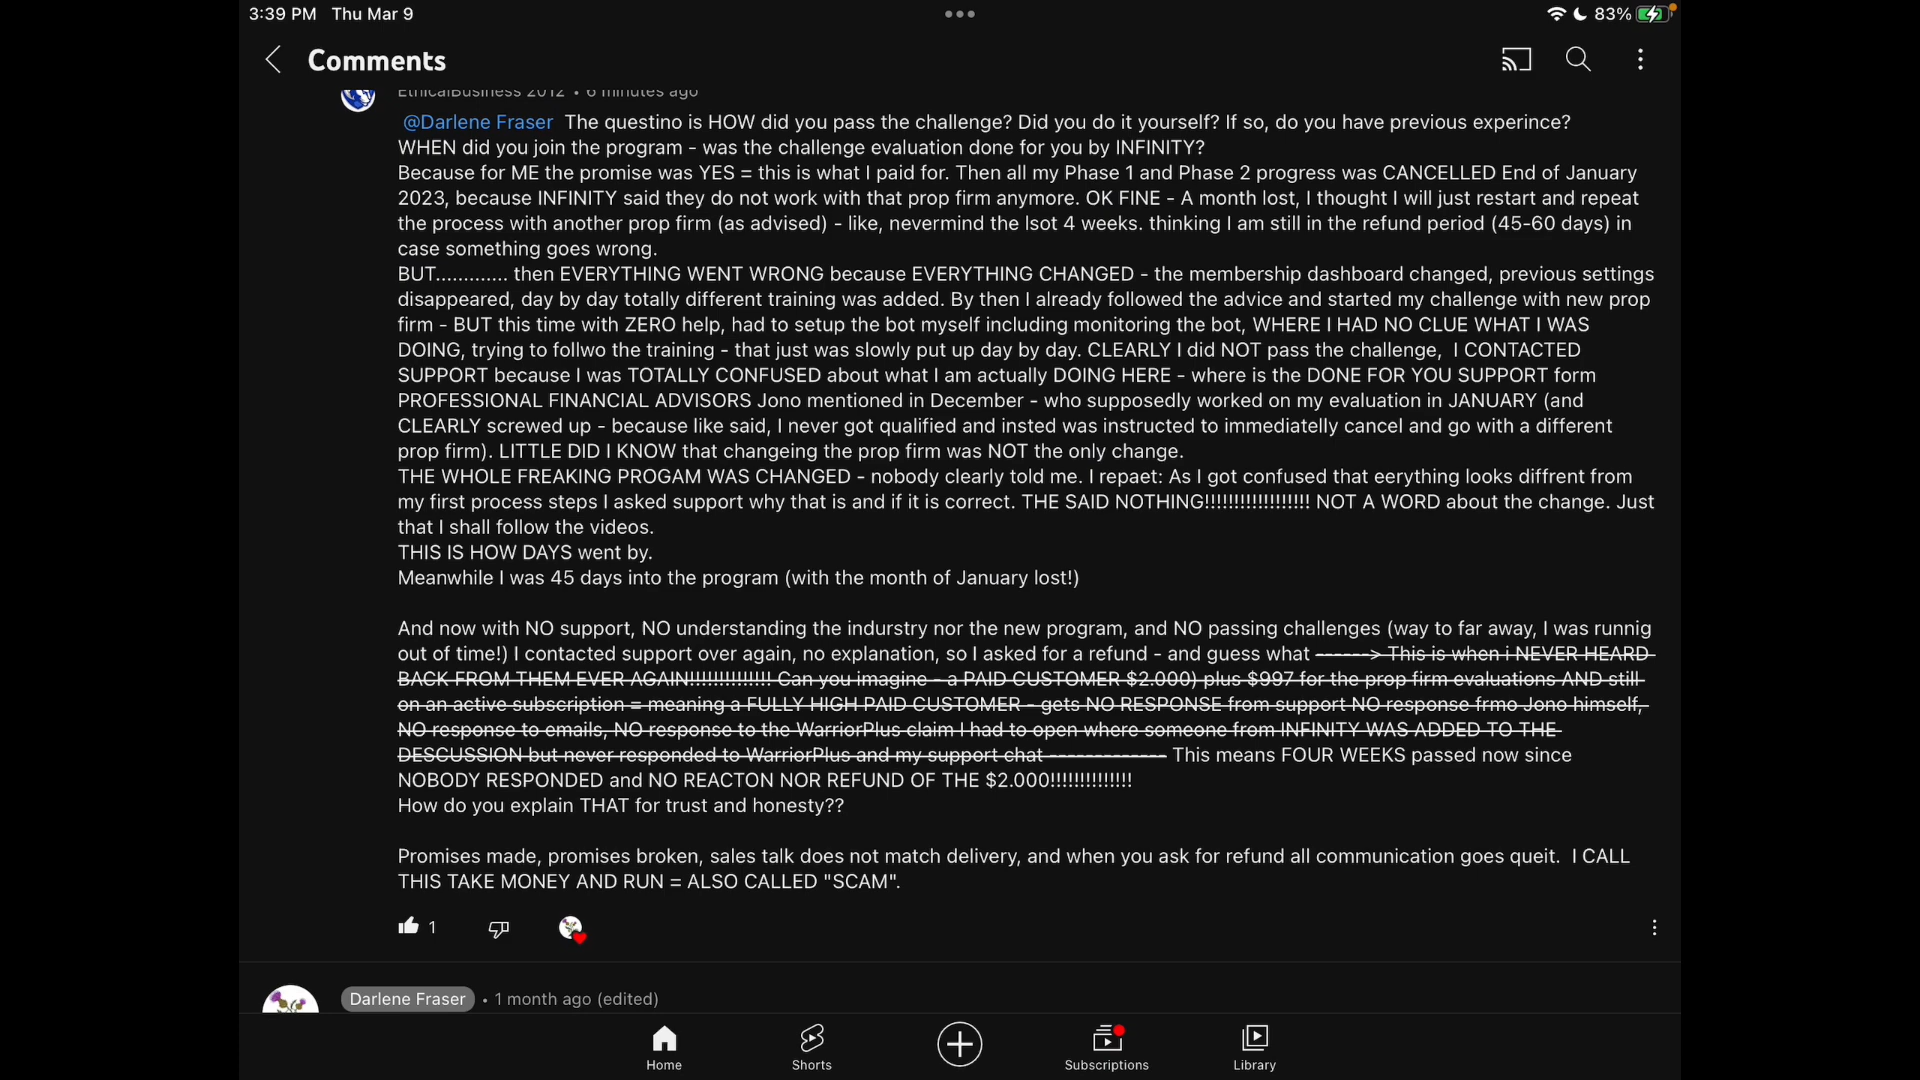 3:39 PM Thu Mar 9
83%
Comments
EthicalBusiness 2012 • 6 minutes ago
@Darlene Fraser The questino is HOW did you pass the challenge? Did you do it yourself? If so, do you have previous experince?
WHEN did you join the program - was the challenge evaluation done for you by INFINITY?
Because for ME the promise was YES = this is what I paid for. Then all my Phase 1 and Phase 2 progress was CANCELLED End of January
2023, because INFINITY said they do not work with that prop firm anymore. OK FINE - A month lost, I thought I will just restart and repeat
the process with another prop firm (as advised) - like, nevermind the lsot 4 weeks. thinking I am still in the refund period (45-60 days) in
case something goes wrong.
BUT............. then EVERYTHING WENT WRONG because EVERYTHING CHANGED - the membership dashboard changed, previous settings
disappeared, day by day totally different training was added. By then I already followed the advice and started my challenge with new prop
firm - BUT this time with ZERO help, had to setup the bot myself including monitoring the bot, WHERE I HAD NO CLUE WHAT I WAS
DOING, trying to follwo the training - that just was slowly put up day by day. CLEARLY I did NOT pass the challenge, I CONTACTED
SUPPORT because I was TOTALLY CONFUSED about what I am actually DOING HERE - where is the DONE FOR YOU SUPPORT form
PROFESSIONAL FINANCIAL ADVISORS Jono mentioned in December - who supposedly worked on my evaluation in JANUARY (and
CLEARLY screwed up - because like said, I never got qualified and insted was instructed to immediatelly cancel and go with a different
prop firm). LITTLE DID I KNOW that changeing the prop firm was NOT the only change.
THE WHOLE FREAKING PROGAM WAS CHANGED - nobody clearly told me. I repaet: As I got confused that eerything looks diffrent from
my first process steps I asked support why that is and if it is correct. THE SAID NOTHING!!!!!!!!!!!!!!!!!! NOT A WORD about the change. Just
that I shall follow the videos.
THIS IS HOW DAYS went by.
Meanwhile I was 45 days into the program (with the month of January lost!)
And now with NO support, NO understanding the indurstry nor the new program, and NO passing challenges (way to far away, I was runnig
out of time!) I contacted support over again, no explanation, so I asked for a refund - and guess what ------> This is when i NEVER HEARD
BACK FROM THEM EVER AGAIN!!!!!!!!!!!!!! Can you imagine - a PAID CUSTOMER $2.000) plus $997 for the prop firm evaluations AND still
on an active subscription = meaning a FULLY HIGH PAID CUSTOMER - gets NO RESPONSE from support NO response frmo Jono himself,
NO response to emails, NO response to the WarriorPlus claim I had to open where someone from INFINITY WAS ADDED TO THE
DESCUSSION but never responded to WarriorPlus and my support chat ------------- This means FOUR WEEKS passed now since
NOBODY RESPONDED and NO REACTON NOR REFUND OF THE $2.000!!!!!!!!!!!!!!
How do you explain THAT for trust and honesty??
Promises made, promises broken, sales talk does not match delivery, and when you ask for refund all communication goes queit. I CALL
THIS TAKE MONEY AND RUN = ALSO CALLED "SCAM".
1
Darlene Fraser • 1 month ago (edited)
Home
Shorts
Subscriptions
Library